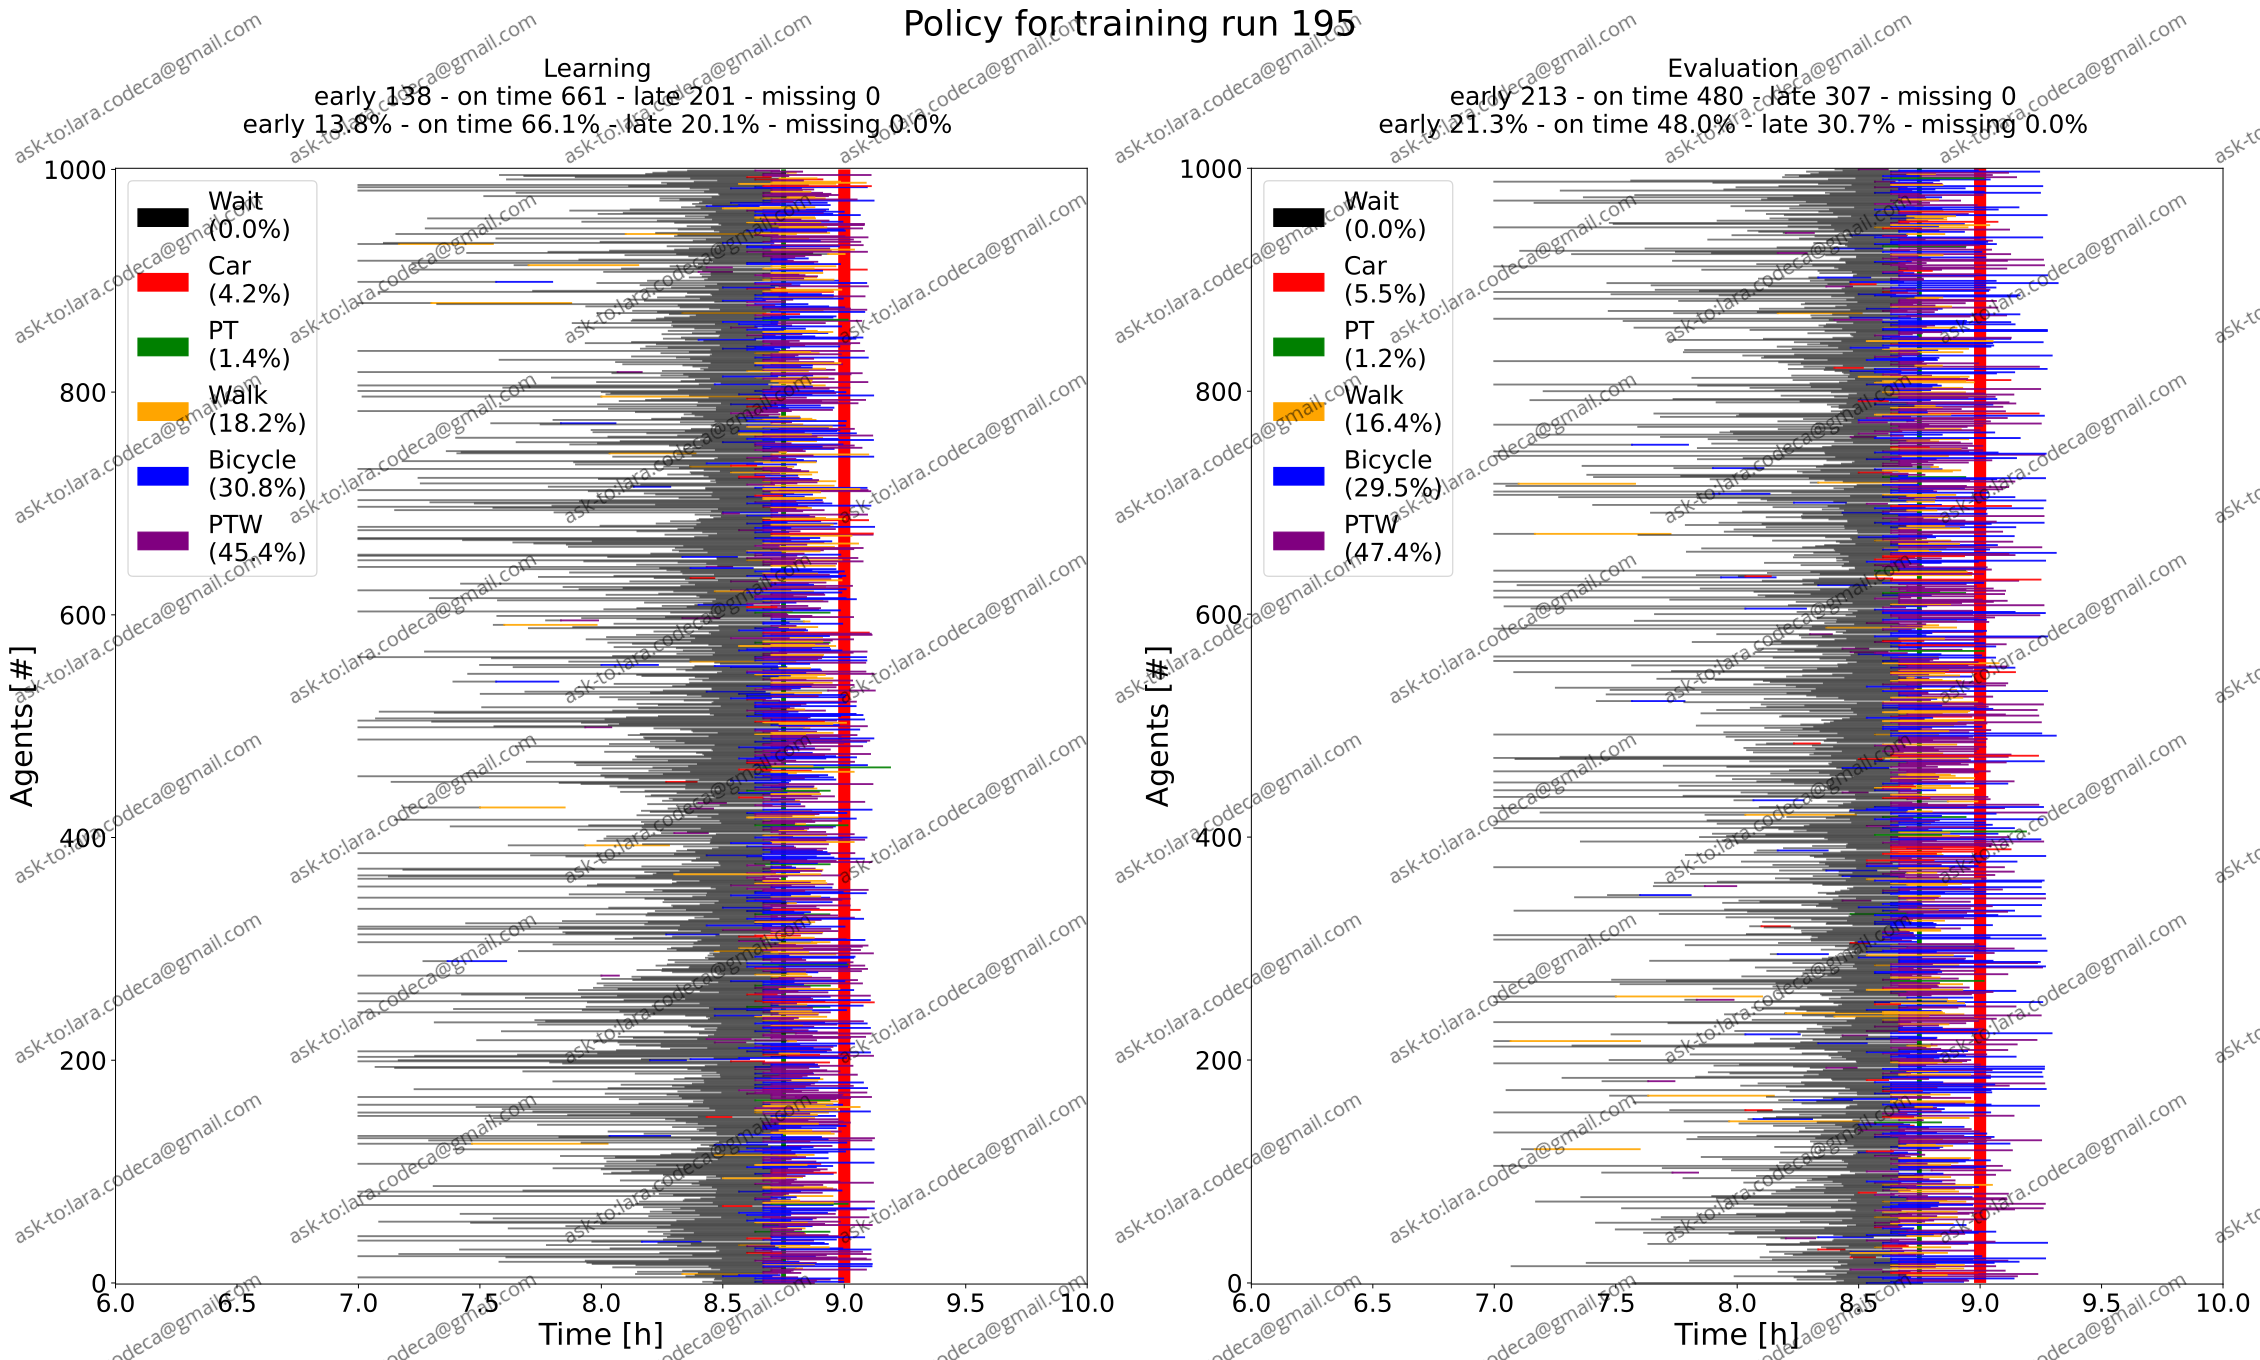 Policy for training run 195
Learning
early 138 - on time 661 - late 201 - missing 0
early 13.8% - on time 66.1% - late 20.1% - missing 0.0%
1000
800
600
400
200
0
Agents [#]
Wait
(0.0%)
Car
(4.2%)
PT
(1.4%)
Walk
(18.2%)
Bicycle
(30.8%)
PTW
(45.4%)
6.0 6.5 7.0 7.5 8.0 8.5 9.0 9.5 10.0
Time [h]
Evaluation
early 213 - on time 480 - late 307 - missing 0
early 21.3% - on time 48.0% - late 30.7% - missing 0.0%
1000
800
600
400
200
0
Agents [#]
Wait
(0.0%)
Car
(5.5%)
PT
(1.2%)
Walk
(16.4%)
Bicycle
(29.5%)
PTW
(47.4%)
6.0 6.5 7.0 7.5 8.0 8.5 9.0 9.5 10.0
Time [h]
ask-to:lara.codeca@gmail.com